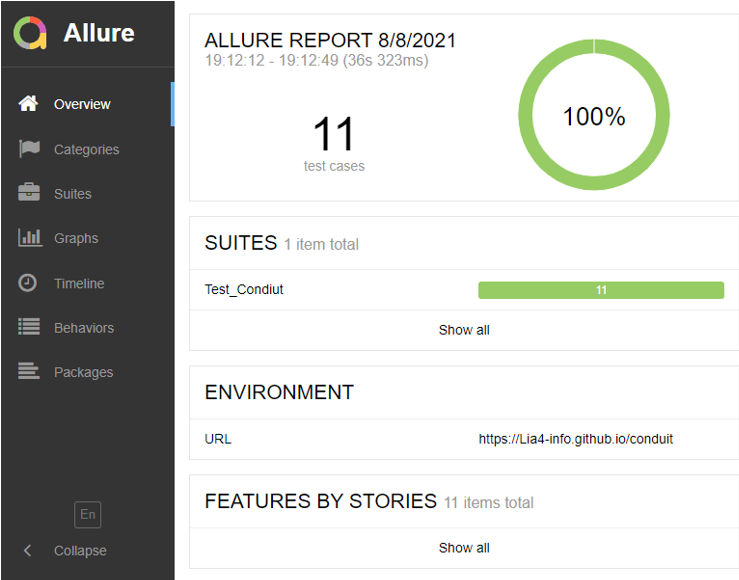 Allure
Overview
Categories
Suites
Graphs
Timeline
Behaviors
Packages
En
Collapse
ALLURE REPORT 8/8/2021
19:12:12 - 19:12:49 (36s 323ms)
11
test cases
100%
SUITES 1 item total
Test_Condiut 11
Show all
ENVIRONMENT
URL https://Lia4-info.github.io/conduit
FEATURES BY STORIES 11 items total
Show all